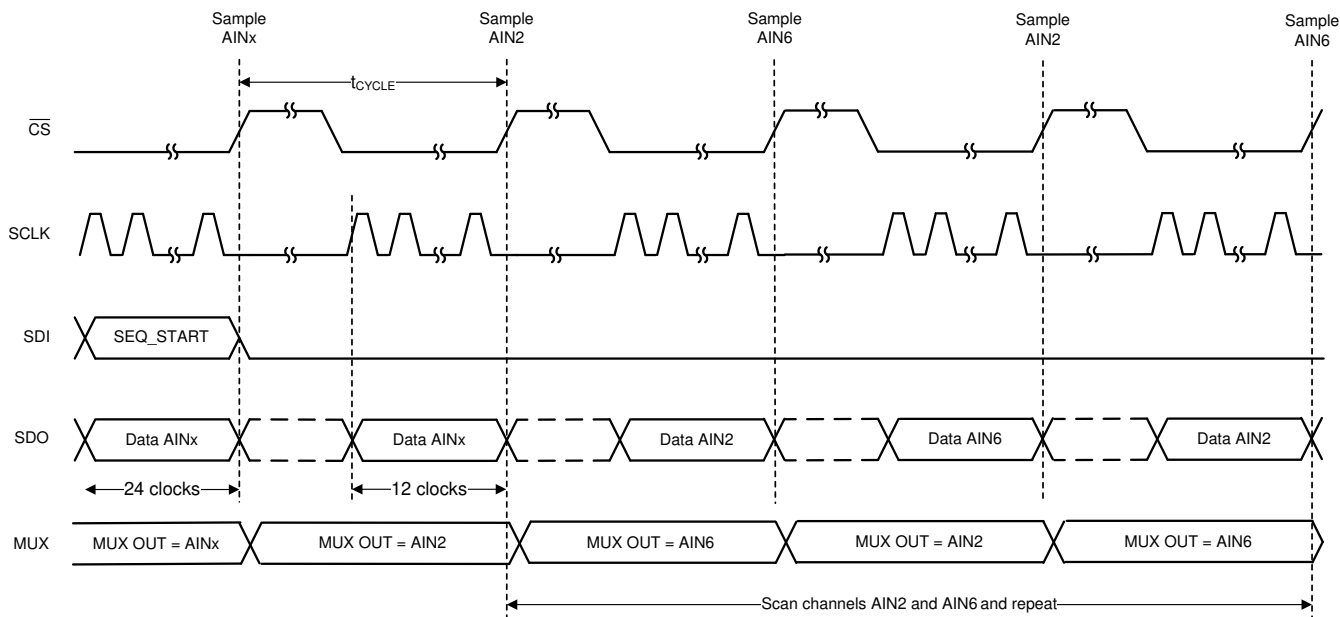 Sample
AINx
Sample
AIN2
Sample
AIN6
Sample
AIN2
Sample
AIN6
tCYCLE
CS
SCLK
SDI
SEQ_START
SDO
Data AINx
Data AINx
Data AIN2
Data AIN6
Data AIN2
24 clocks
12 clocks
MUX
MUX OUT = AINx
MUX OUT = AIN2
MUX OUT = AIN6
MUX OUT = AIN2
MUX OUT = AIN6
Scan channels AIN2 and AIN6 and repeat